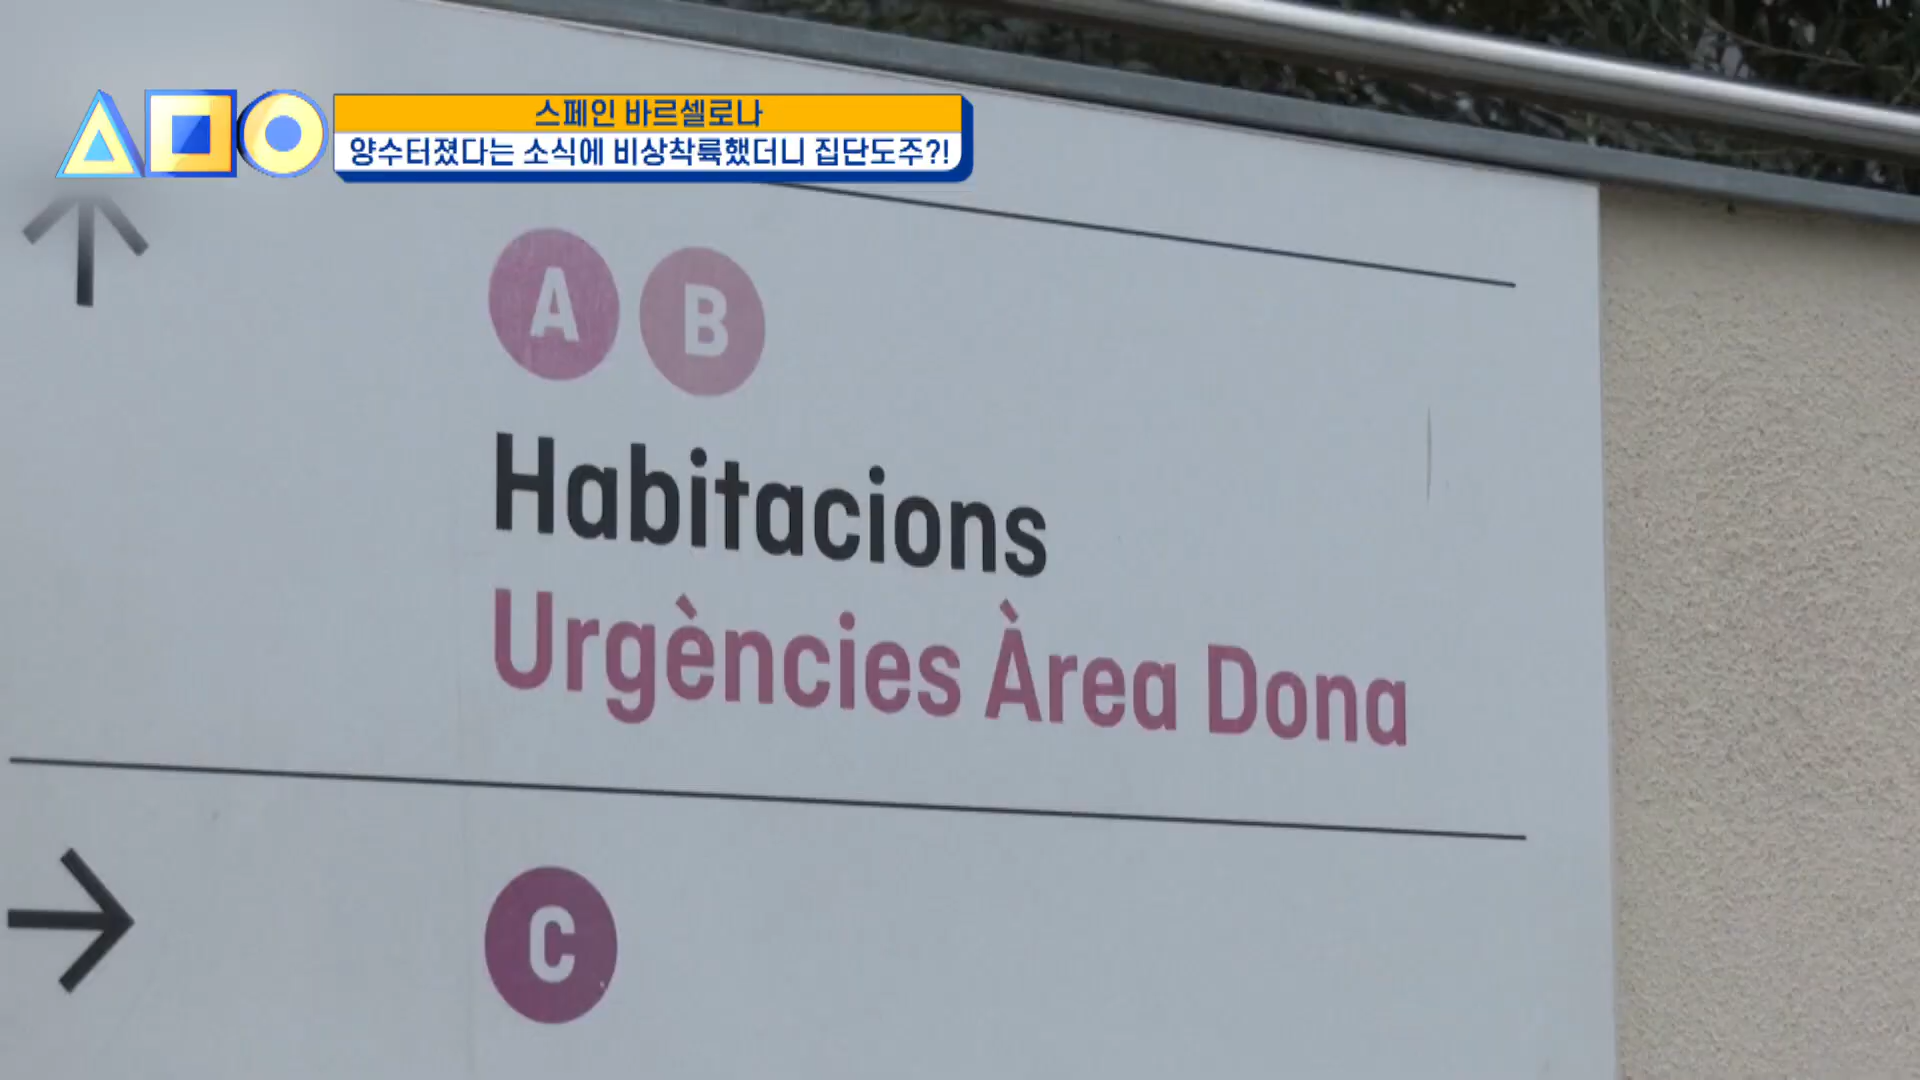 스페인 바르셀로나
양수터졌다는 소식에 비상착륙했더니 집단도주?!
A B
Habitacions
Urgències Àrea Dona
C